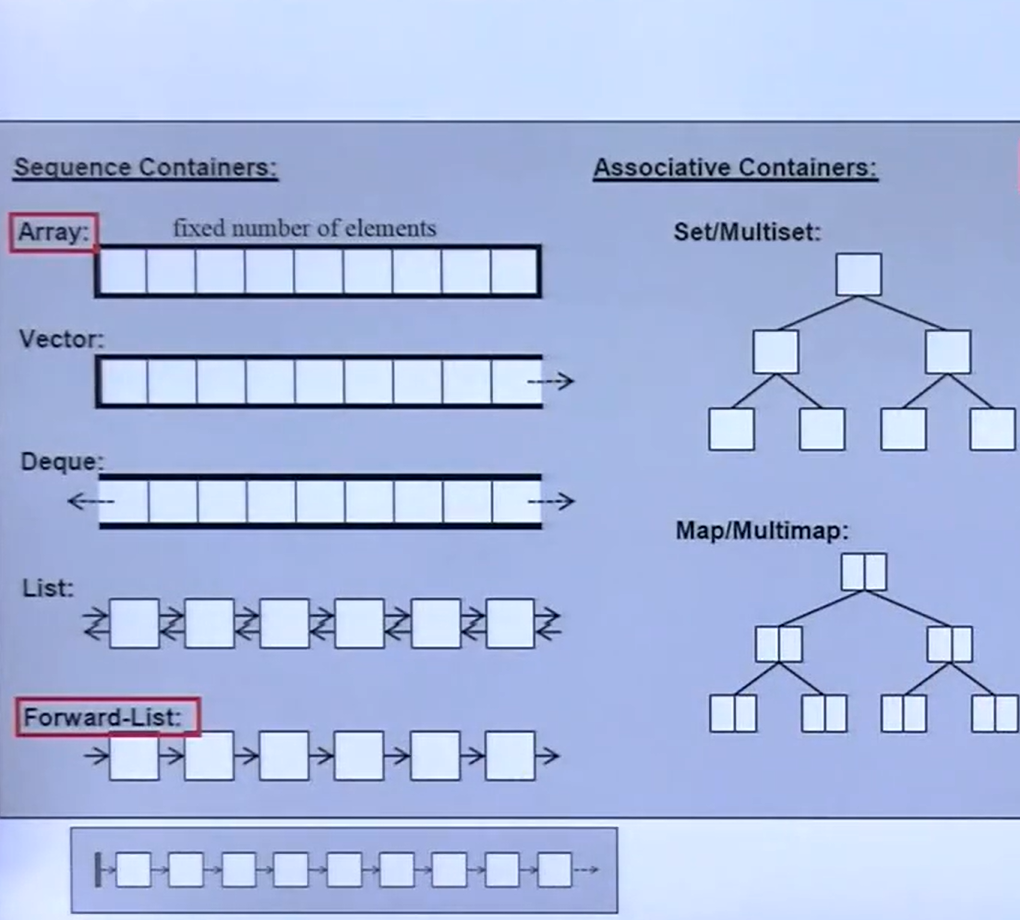 Sequence Containers:
Array:
fixed number of elements
Vector:
Deque:
List:
Forward-List:
Associative Containers:
Set/Multiset:
Map/Multimap: